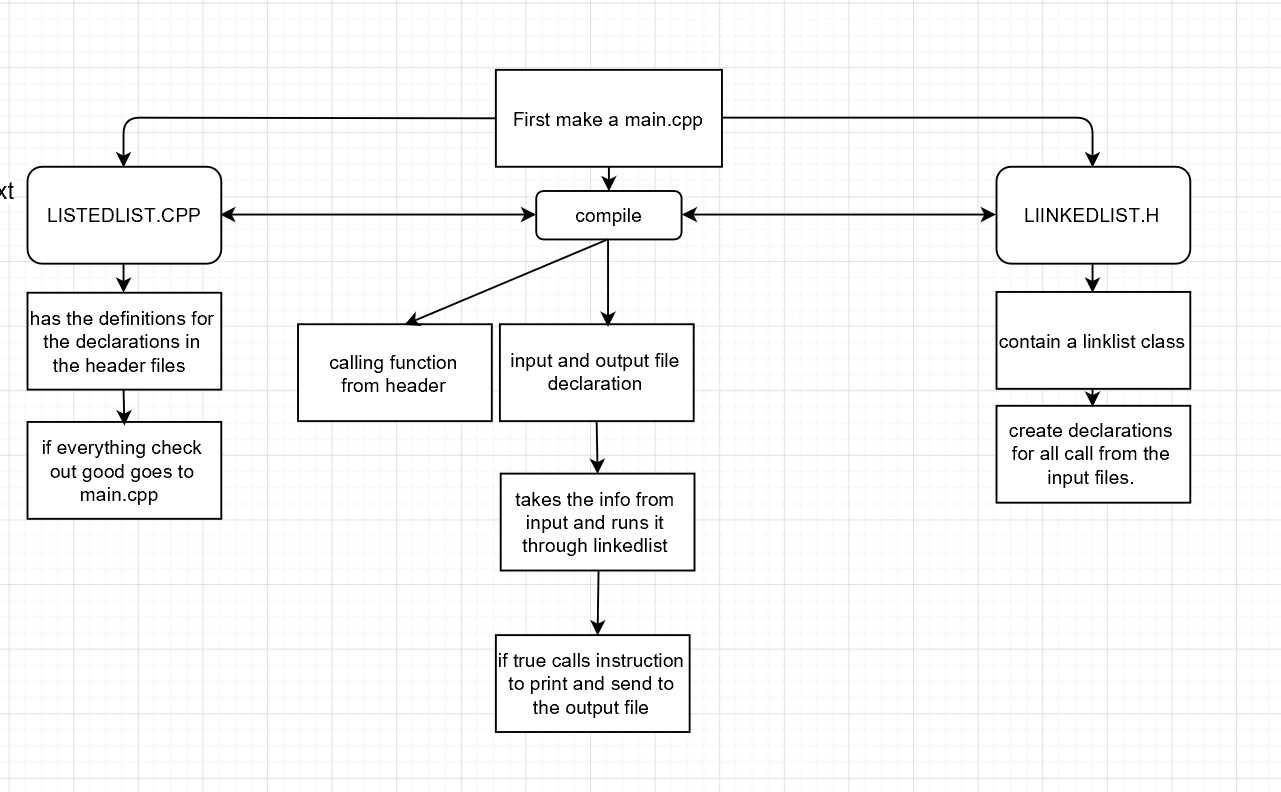 First make a main.cpp
xt
LISTEDLIST.CPP
compile
LIINKEDLIST.H
has the definitions for
the declarations in
the header files
calling function
from header
input and output file
declaration
contain a linklist class
if everything check
out good goes to
main.cpp
create declarations
for all call from the
input files.
takes the info from
input and runs it
through linkedlist
if true calls instruction
to print and send to
the output file